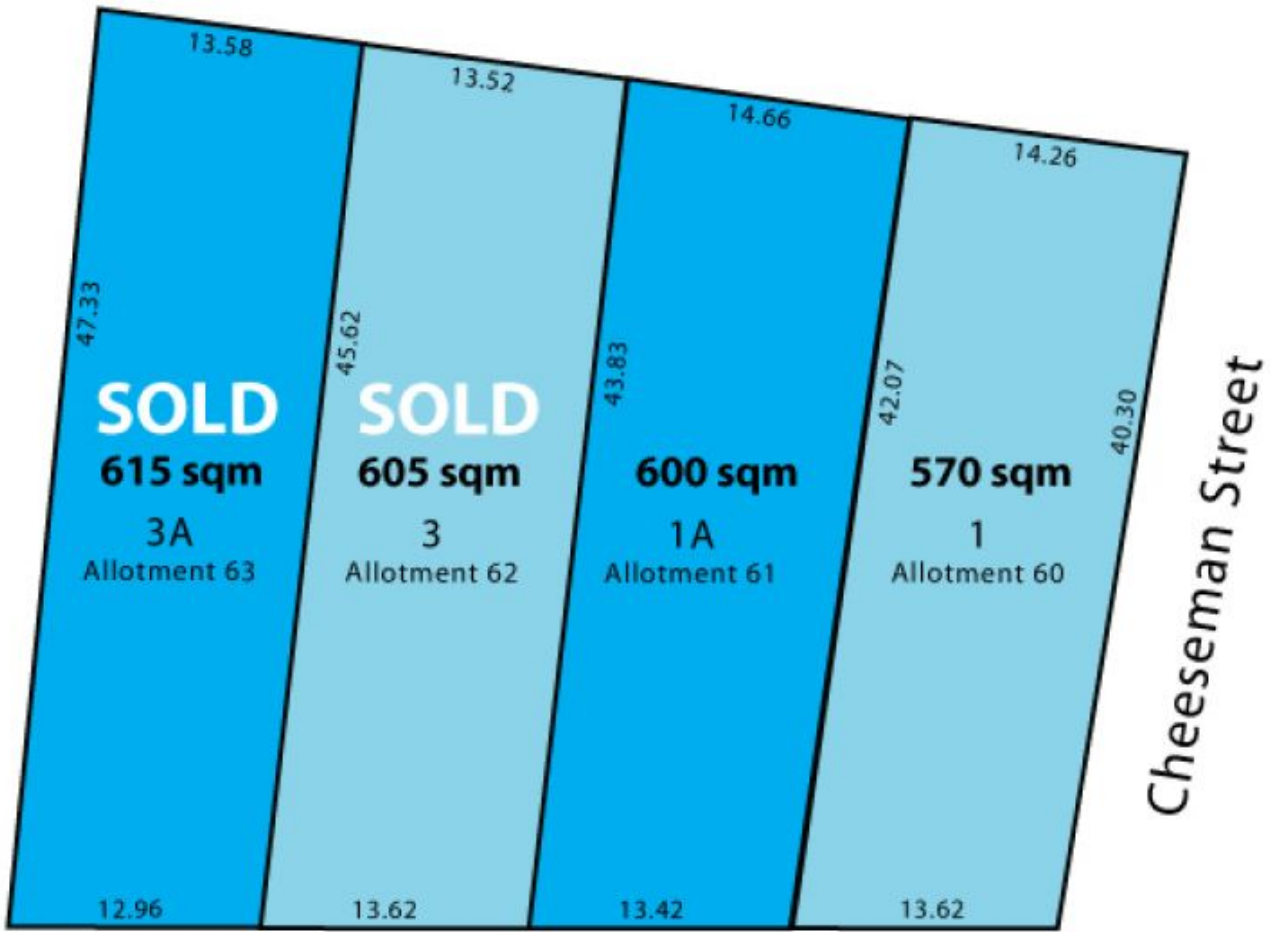 13.58
13.52
14.66
14.26
47.33
45.62
43.83
42.07
40.30
SOLD
615 sqm
3A
Allotment 63
SOLD
605 sqm
3
Allotment 62
600 sqm
1A
Allotment 61
570 sqm
1
Allotment 60
Cheeseman Street
12.96
13.62
13.42
13.62